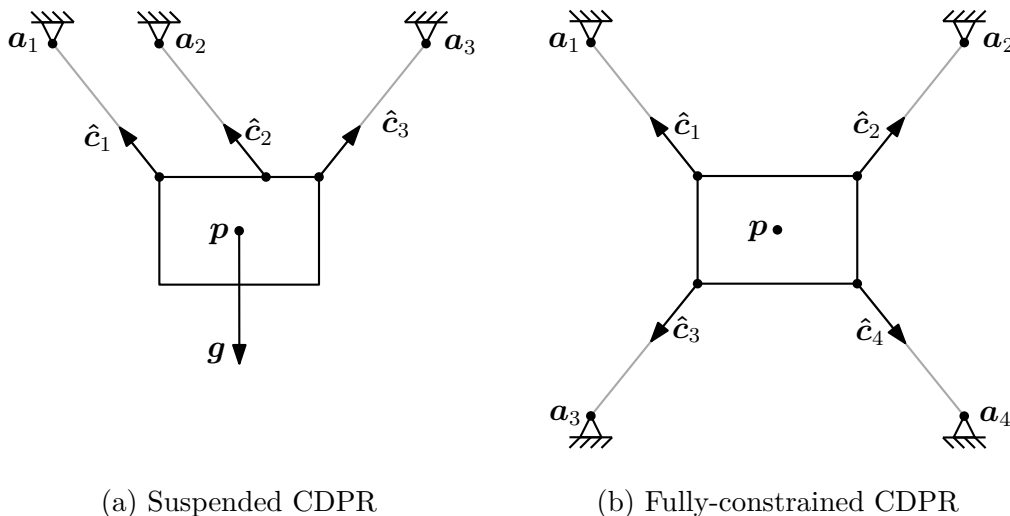 a₁
a₂
a₃
ĉ₁
ĉ₂
ĉ₃
p
g
(a) Suspended CDPR
a₁
a₂
ĉ₁
ĉ₂
p
ĉ₃
ĉ₄
a₃
a₄
(b) Fully-constrained CDPR